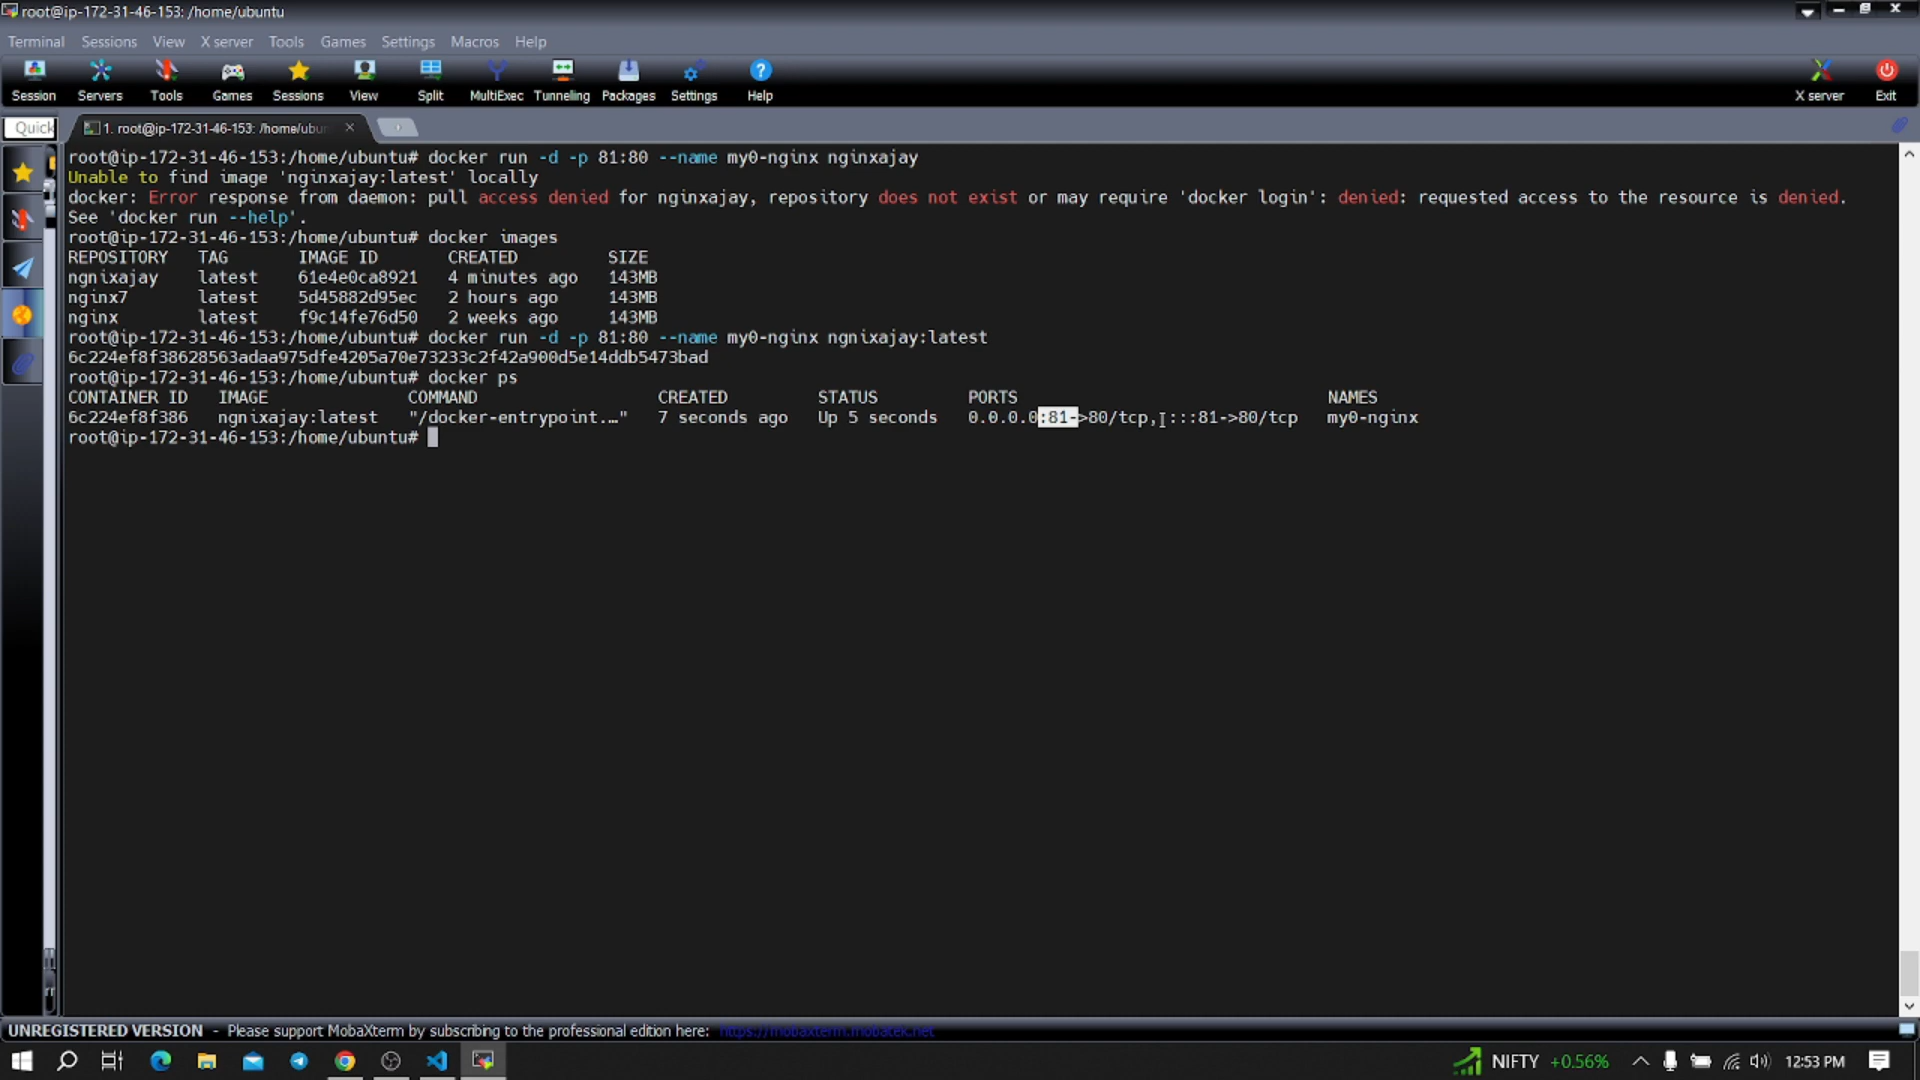 root@ip-172-31-46-153: /home/ubuntu
Terminal Sessions View X server Tools Games Settings Macros Help
Session Servers Tools Games Sessions View Split MultiExec Tunneling Packages Settings Help X server Exit
Quick 1. root@ip-172-31-46-153: /home/ubun
root@ip-172-31-46-153:/home/ubuntu# docker run -d -p 81:80 --name my0-nginx nginxajay
Unable to find image 'nginxajay:latest' locally
docker: Error response from daemon: pull access denied for nginxajay, repository does not exist or may require 'docker login': denied: requested access to the resource is denied.
See 'docker run --help'.
root@ip-172-31-46-153:/home/ubuntu# docker images
REPOSITORY TAG IMAGE ID CREATED SIZE
ngnixajay latest 61e4e0ca8921 4 minutes ago 143MB
nginx7 latest 5d45882d95ec 2 hours ago 143MB
nginx latest f9c14fe76d50 2 weeks ago 143MB
root@ip-172-31-46-153:/home/ubuntu# docker run -d -p 81:80 --name my0-nginx ngnixajay:latest
6c224ef8f38628563adaa975dfe4205a70e73233c2f42a900d5e14ddb5473bad
root@ip-172-31-46-153:/home/ubuntu# docker ps
CONTAINER ID IMAGE COMMAND CREATED STATUS PORTS NAMES
6c224ef8f386 ngnixajay:latest "/docker-entrypoint.…" 7 seconds ago Up 5 seconds 0.0.0.0:81->80/tcp, :::81->80/tcp my0-nginx
root@ip-172-31-46-153:/home/ubuntu#
UNREGISTERED VERSION - Please support MobaXterm by subscribing to the professional edition here: https://mobaxterm.mobatek.net
NIFTY +0.56% 12:53 PM